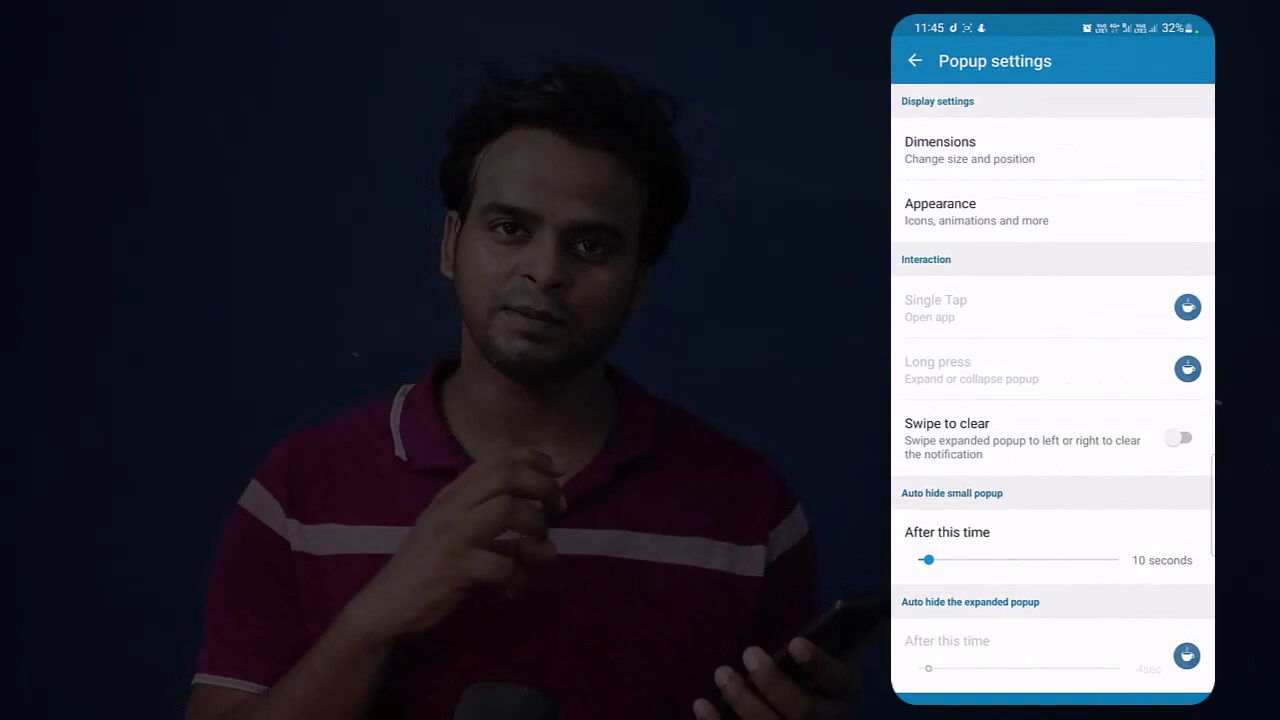 11:45
32%
Popup settings
Display settings
Dimensions
Change size and position
Appearance
Icons, animations and more
Interaction
Single Tap
Open app
Long press
Expand or collapse popup
Swipe to clear
Swipe expanded popup to left or right to clear
the notification
Auto hide small popup
After this time
10 seconds
Auto hide the expanded popup
After this time
4sec